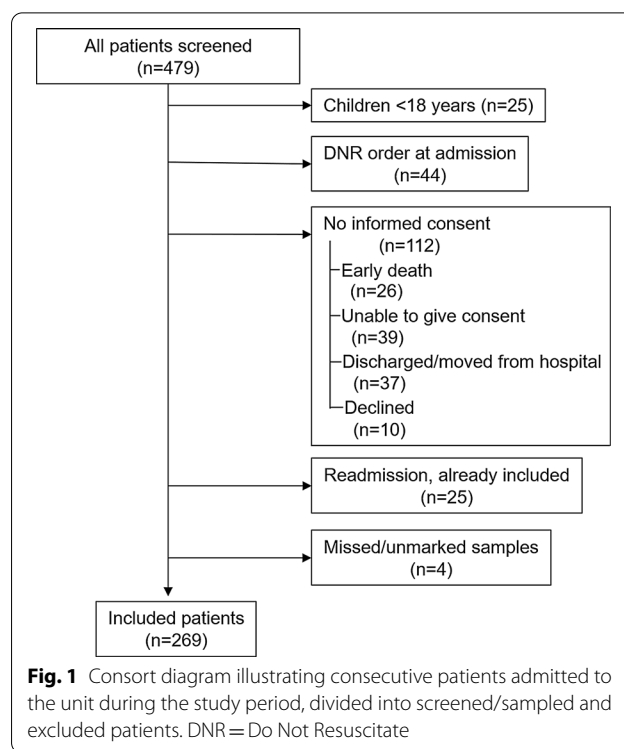 All patients screened
(n=479)
Children <18 years (n=25)
DNR order at admission
(n=44)
No informed consent
(n=112)
Early death
(n=26)
Unable to give consent
(n=39)
Discharged/moved from hospital
(n=37)
Declined
(n=10)
Readmission, already included
(n=25)
Missed/unmarked samples
(n=4)
Included patients
(n=269)
Fig. 1 Consort diagram illustrating consecutive patients admitted to
the unit during the study period, divided into screened/sampled and
excluded patients. DNR = Do Not Resuscitate